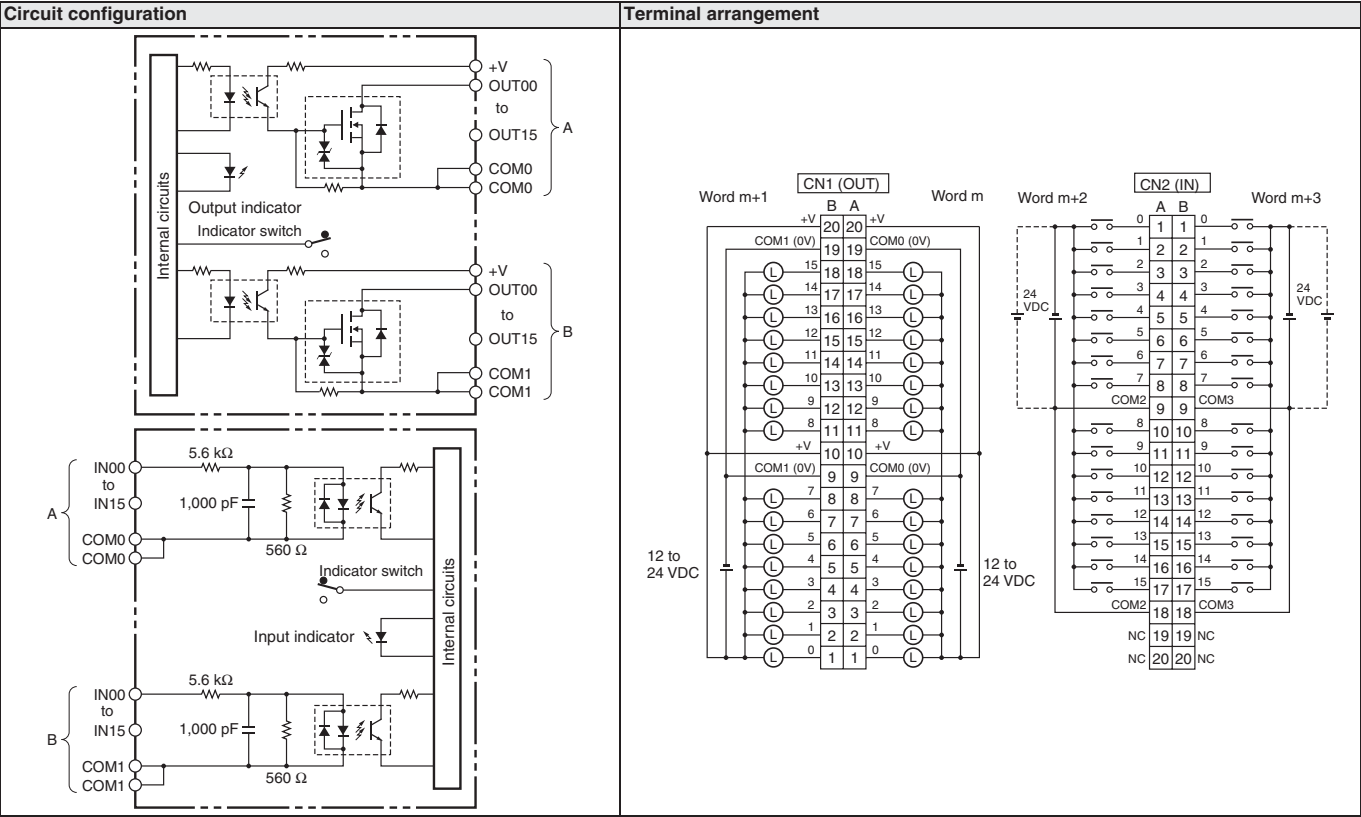 Circuit configuration
Terminal arrangement
Internal circuits
+V
OUT00
to
OUT15
COM0
COM0
A
Output indicator
Indicator switch
+V
OUT00
to
OUT15
COM1
COM1
B
A
IN00
to
IN15
COM0
COM0
5.6 kΩ
1,000 pF
560 Ω
Indicator switch
Input indicator
Internal circuits
B
IN00
to
IN15
COM1
COM1
5.6 kΩ
1,000 pF
560 Ω
CN1 (OUT)
Word m+1
Word m
B A
+V 20 20 +V
COM1 (0V) 19 19 COM0 (0V)
L 15 18 18 15 L
L 14 17 17 14 L
L 13 16 16 13 L
L 12 15 15 12 L
L 11 14 14 11 L
L 10 13 13 10 L
L 9 12 12 9 L
L 8 11 11 8 L
+V 10 10 +V
COM1 (0V) 9 9 COM0 (0V)
L 7 8 8 7 L
L 6 7 7 6 L
L 5 6 6 5 L
L 4 5 5 4 L
L 3 4 4 3 L
L 2 3 3 2 L
L 1 2 2 1 L
L 0 1 1 0 L
12 to
24 VDC
12 to
24 VDC
CN2 (IN)
Word m+2
Word m+3
A B
0 1 1 0
1 2 2 1
2 3 3 2
3 4 4 3
4 5 5 4
5 6 6 5
6 7 7 6
7 8 8 7
COM2 9 9 COM3
8 10 10 8
9 11 11 9
10 12 12 10
11 13 13 11
12 14 14 12
13 15 15 13
14 16 16 14
15 17 17 15
COM2 18 18 COM3
NC 19 19 NC
NC 20 20 NC
24
VDC
24
VDC